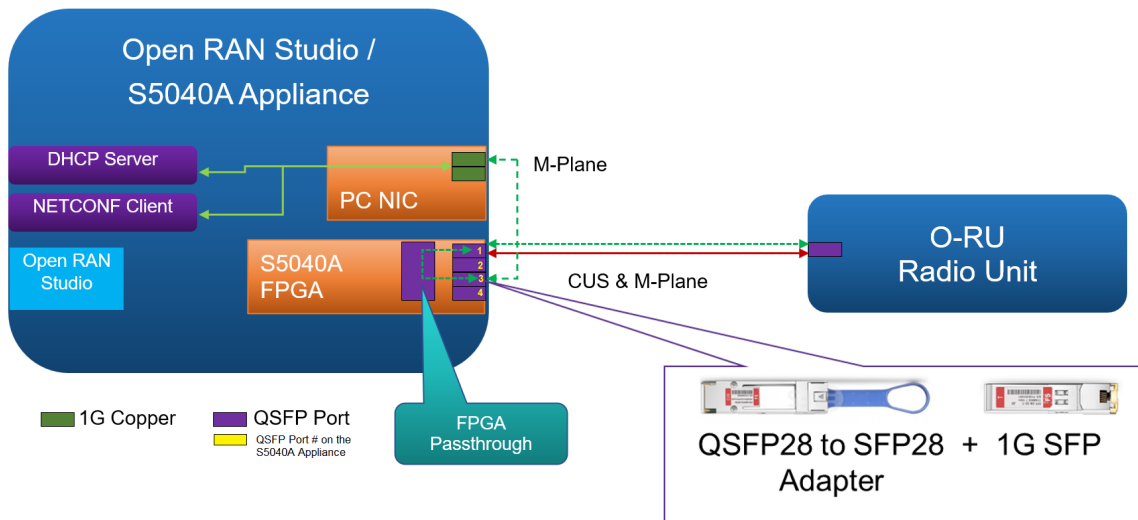 Open RAN Studio /
S5040A Appliance
DHCP Server
NETCONF Client
Open RAN
Studio
PC NIC
S5040A
FPGA
1
2
3
4
M-Plane
CUS & M-Plane
O-RU
Radio Unit
1G Copper
QSFP Port
QSFP Port # on the
S5040A Appliance
FPGA
Passthrough
QSFP28 to SFP28 + 1G SFP
Adapter